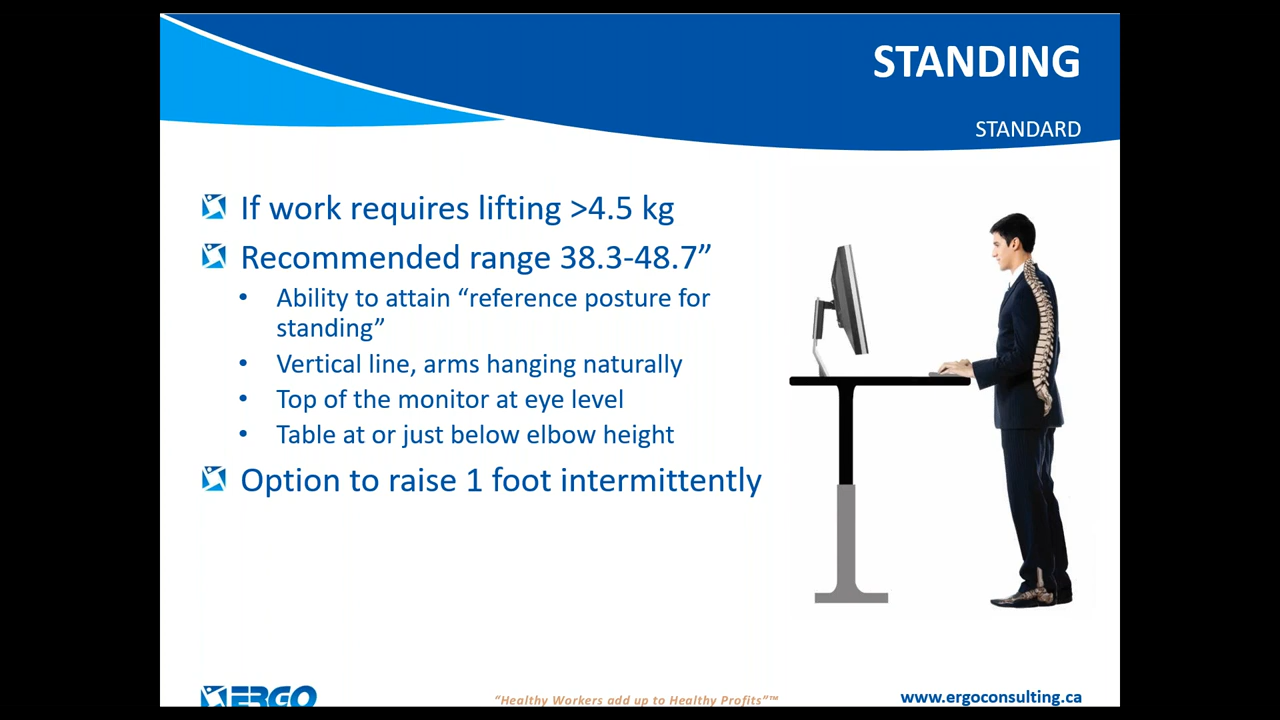 STANDING
STANDARD
If work requires lifting >4.5 kg
Recommended range 38.3-48.7”
• Ability to attain “reference posture for
standing”
• Vertical line, arms hanging naturally
• Top of the monitor at eye level
• Table at or just below elbow height
Option to raise 1 foot intermittently
ERGO
“Healthy Workers add up to Healthy Profits”™
www.ergoconsulting.ca